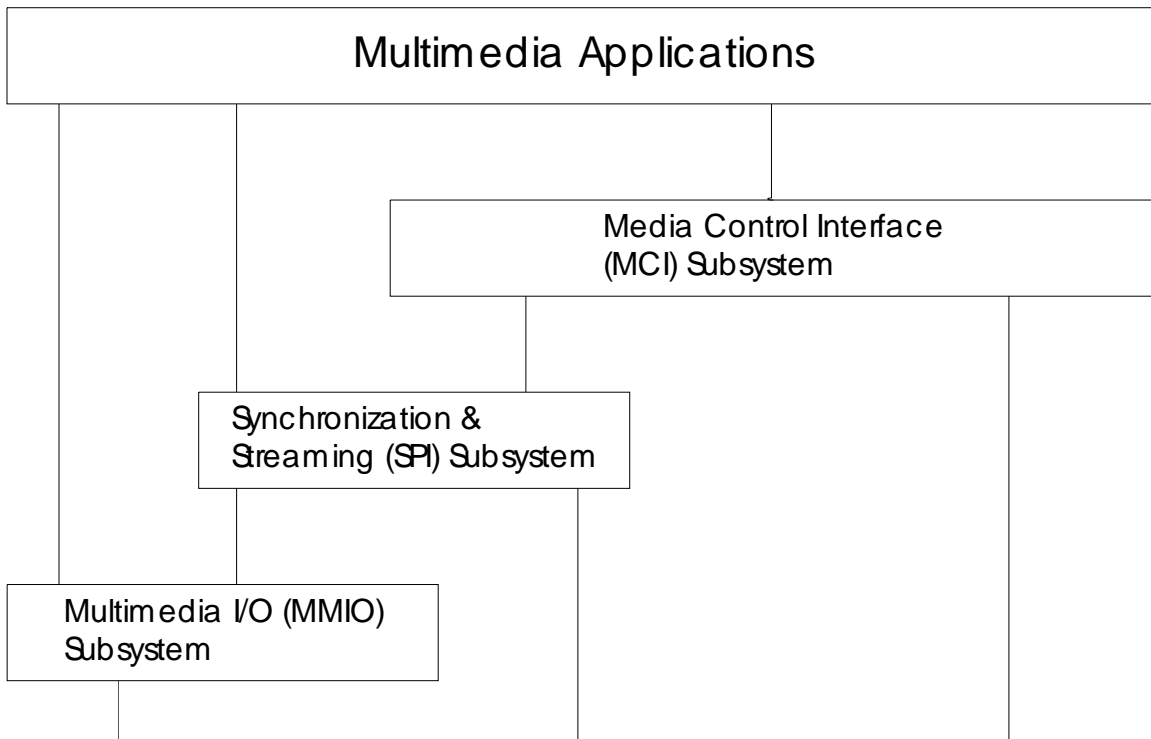 Multimedia Applications
Media Control Interface
(MCI) Subsystem
Synchronization &
Streaming (SPI) Subsystem
Multimedia I/O (MMIO)
Subsystem